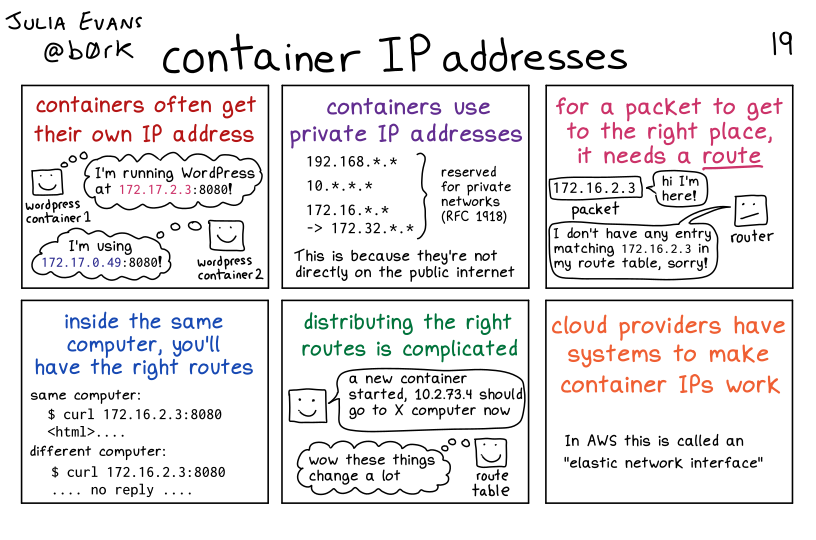 JULIA EVANS
@b0rk
container IP addresses
19
containers often get
their own IP address
I'm running WordPress
at 172.17.2.3:8080!
wordpress
container 1
I'm using
172.17.0.49:8080!
wordpress
container 2
containers use
private IP addresses
192.168.*.*
10.*.*.*
172.16.*.*
-> 172.32.*.*
reserved
for private
networks
(RFC 1918)
This is because they're not
directly on the public internet
for a packet to get
to the right place,
it needs a route
172.16.2.3
packet
hi I'm
here!
router
I don't have any entry
matching 172.16.2.3 in
my route table, sorry!
inside the same
computer, you'll
have the right routes
same computer:
$ curl 172.16.2.3:8080
<html>....
different computer:
$ curl 172.16.2.3:8080
.... no reply ....
distributing the right
routes is complicated
a new container
started, 10.2.73.4 should
go to X computer now
wow these things
change a lot
route
table
cloud providers have
systems to make
container IPs work
In AWS this is called an
"elastic network interface"